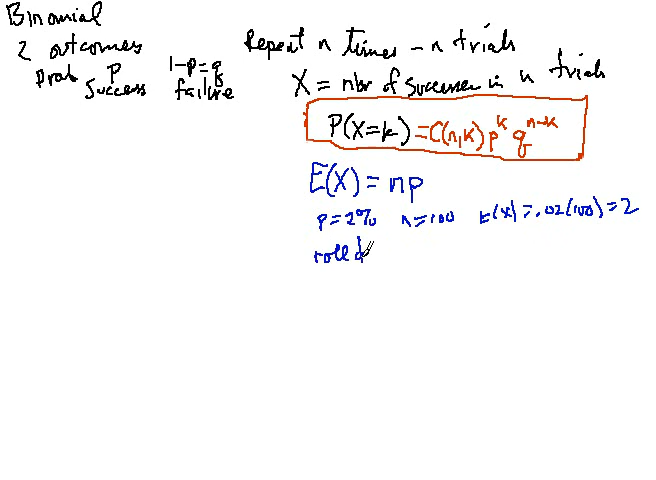 Binomial
2 outcomes
prob p 1-p=q
success failure
Repeat n times - n trials
X = nbr of successes in n trials
P(X=k) = C(n,k) p^k q^{n-k}
E(X) = np
p=2% n=100 E(X)=.02(100)=2
roll d